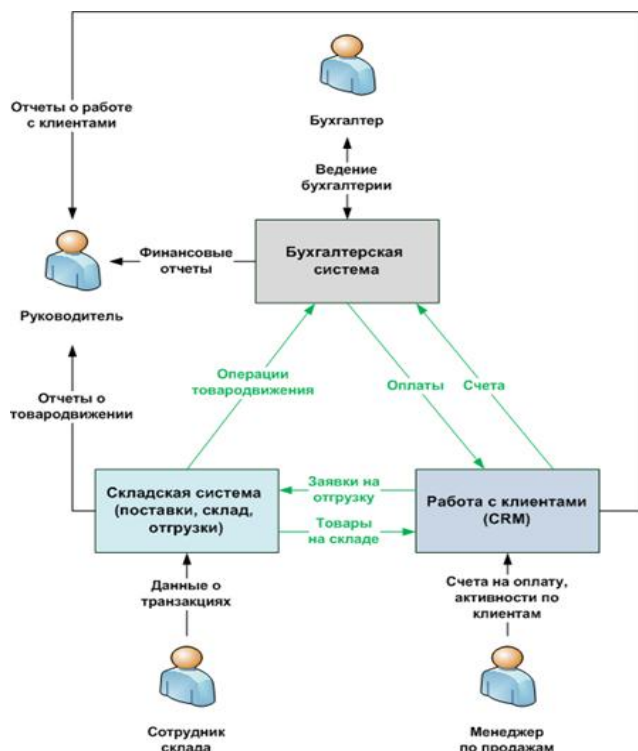 Отчеты о работе
с клиентами
Бухгалтер
Ведение
бухгалтерии
Финансовые
отчеты
Бухгалтерская
система
Руководитель
Отчеты о
товародвижении
Операции
товародвижения
Оплаты
Счета
Складская система
(поставки, склад,
отгрузки)
Заявки на
отгрузку
Товары
на складе
Работа с клиентами
(CRM)
Данные о
транзакциях
Счета на оплату,
активности по
клиентам
Сотрудник
склада
Менеджер
по продажам